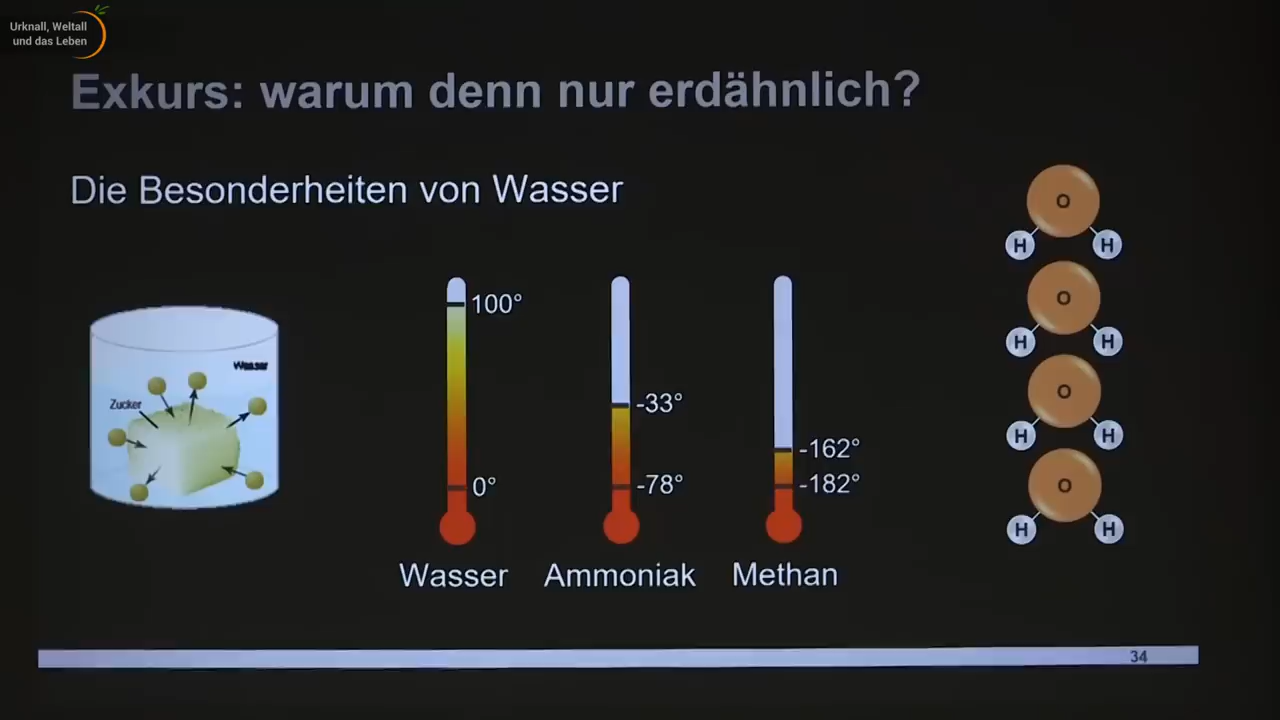 Urknall, Weltall
und das Leben
Exkurs: warum denn nur erdähnlich?
Die Besonderheiten von Wasser
Wasser
Zucker
100°
0°
Wasser
-33°
-78°
Ammoniak
-162°
-182°
Methan
O
H H
O
H H
O
H H
O
H H
34